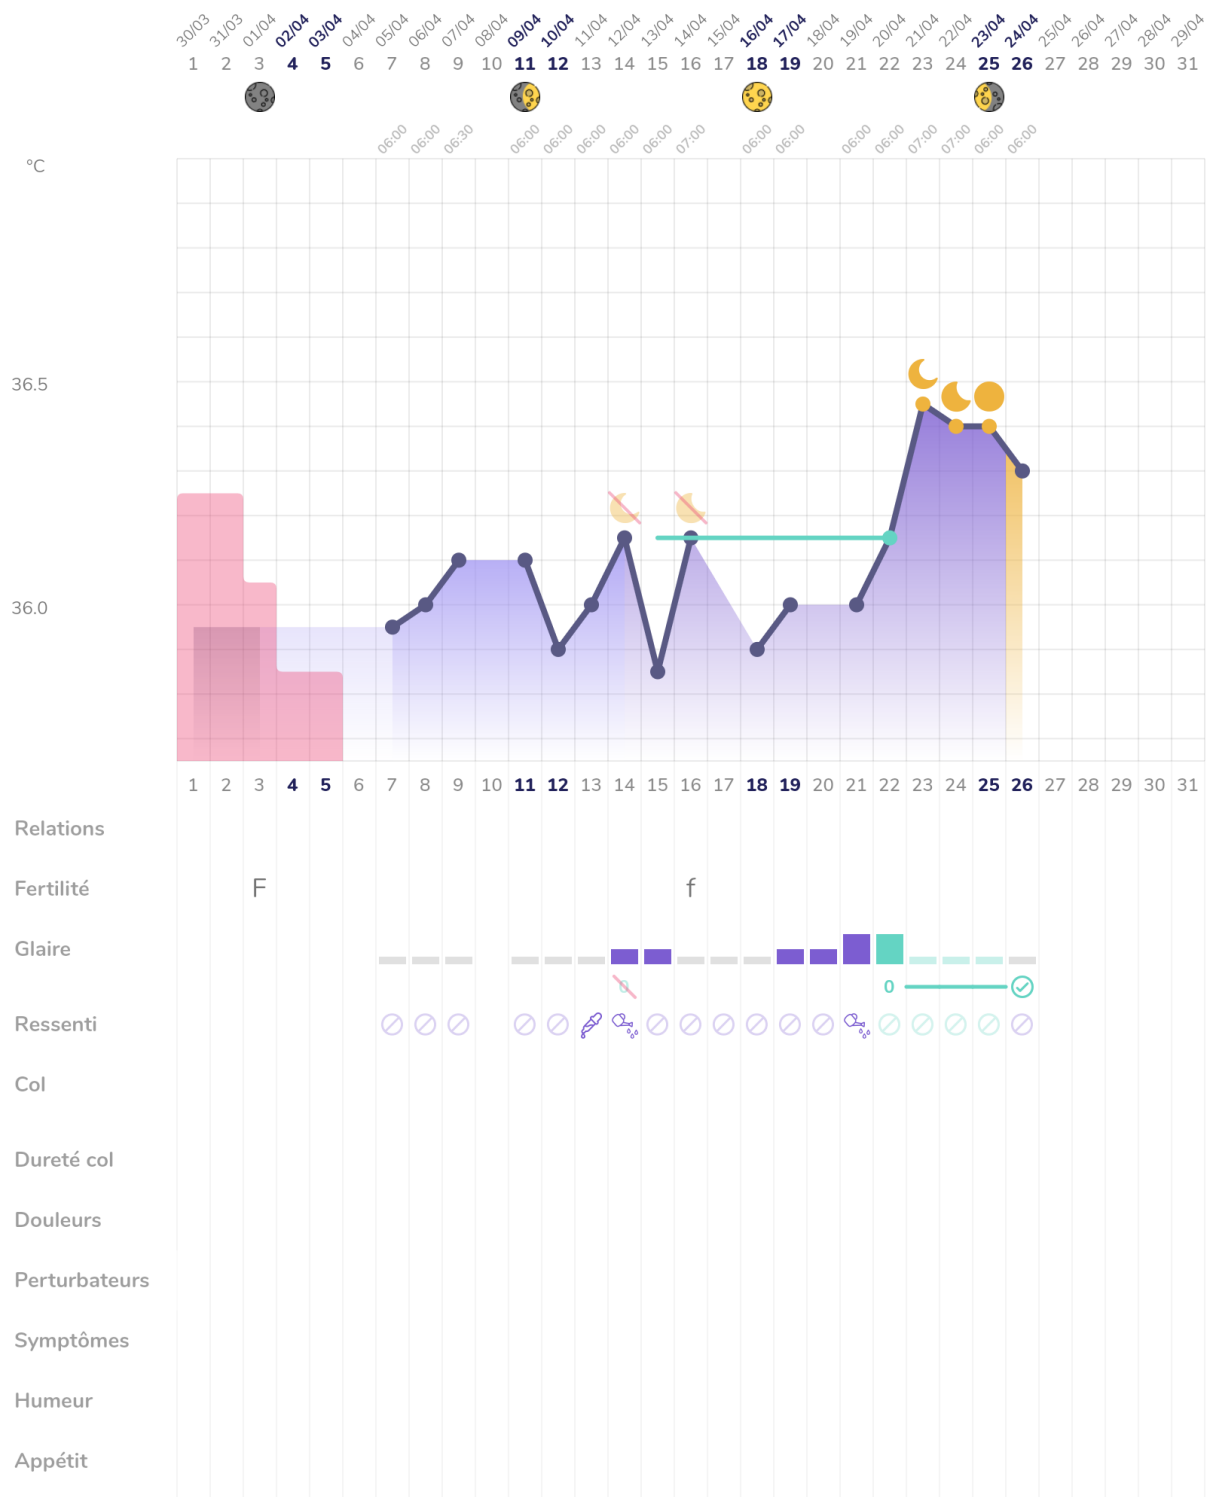 30/03 31/03 01/04 02/04 03/04 04/04 05/04 06/04 07/04 08/04 09/04 10/04 11/04 12/04 13/04 14/04 15/04 16/04 17/04 18/04 19/04 20/04 21/04 22/04 23/04 24/04 25/04 26/04 27/04 28/04 29/04
1 2 3 4 5 6 7 8 9 10 11 12 13 14 15 16 17 18 19 20 21 22 23 24 25 26 27 28 29 30 31
06:00 06:00 06:30 06:00 06:00 06:00 06:00 06:00 07:00 06:00 06:00 06:00 06:00 07:00 07:00 06:00 06:00
°C
36.5
36.0
1 2 3 4 5 6 7 8 9 10 11 12 13 14 15 16 17 18 19 20 21 22 23 24 25 26 27 28 29 30 31
Relations
Fertilité F f
Glaire
0 0
Ressenti
Col
Dureté col
Douleurs
Perturbateurs
Symptômes
Humeur
Appétit